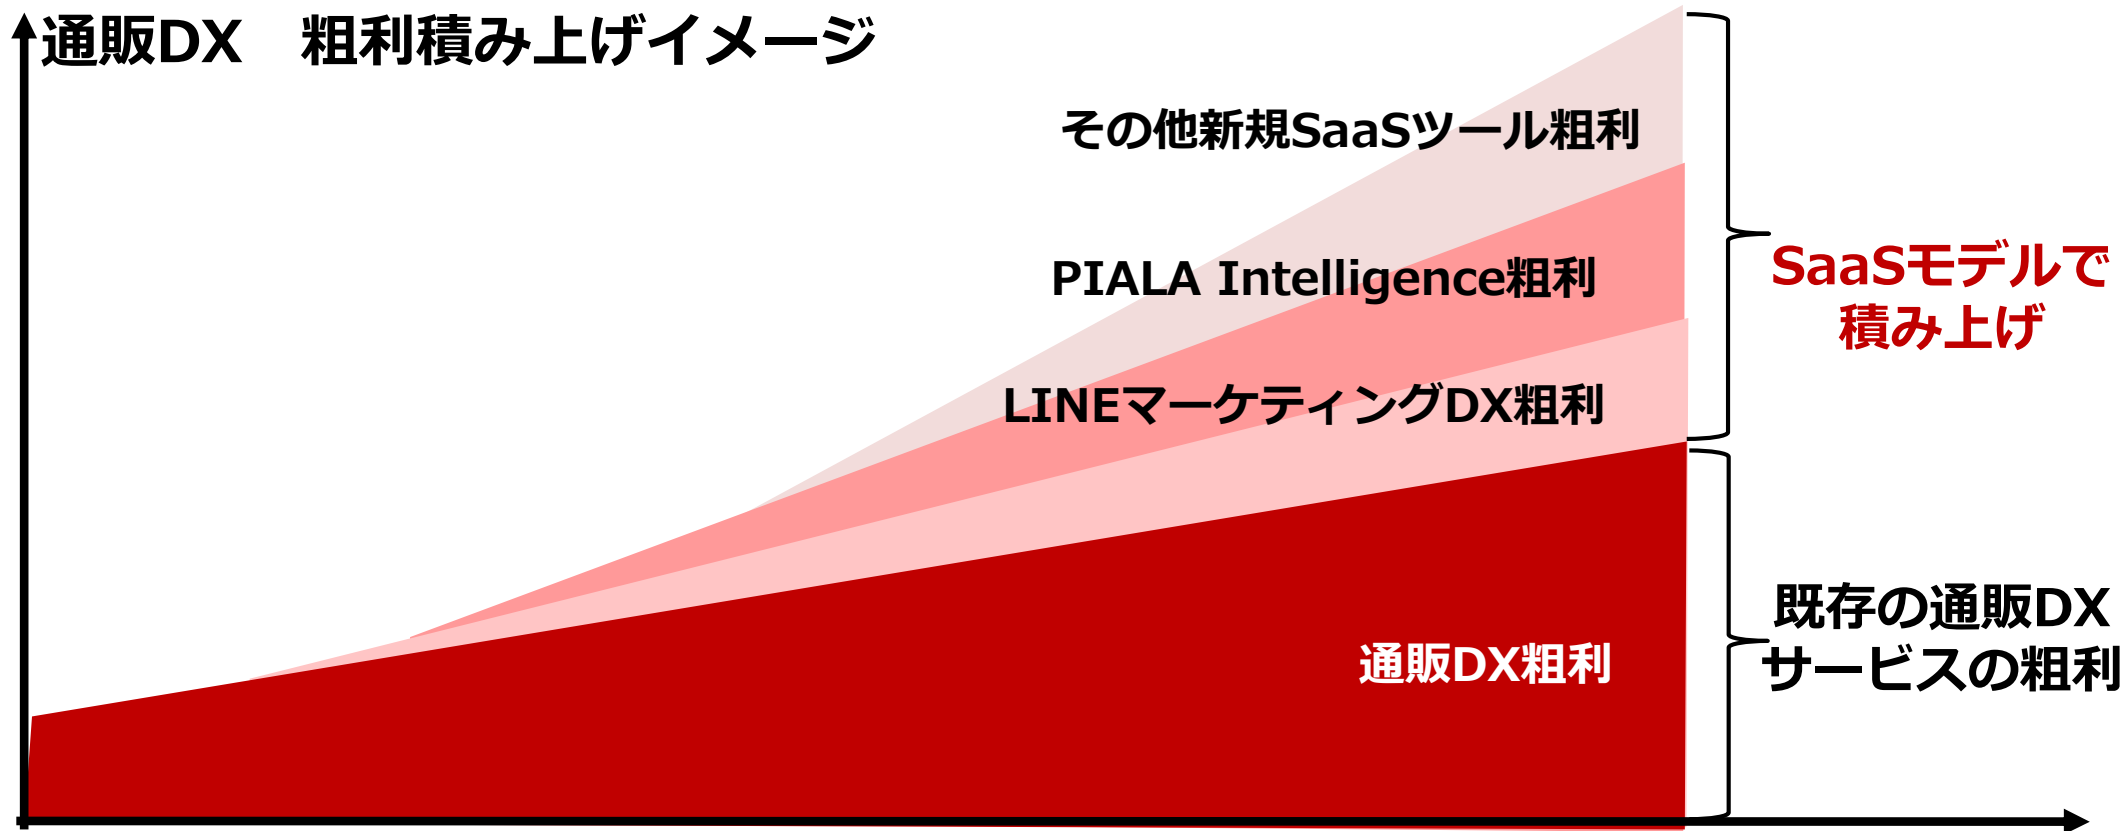 通販DX　粗利積み上げイメージ
その他新規SaaSツール粗利
PIALA Intelligence粗利
LINEマーケティングDX粗利
通販DX粗利
SaaSモデルで
積み上げ
既存の通販DX
サービスの粗利